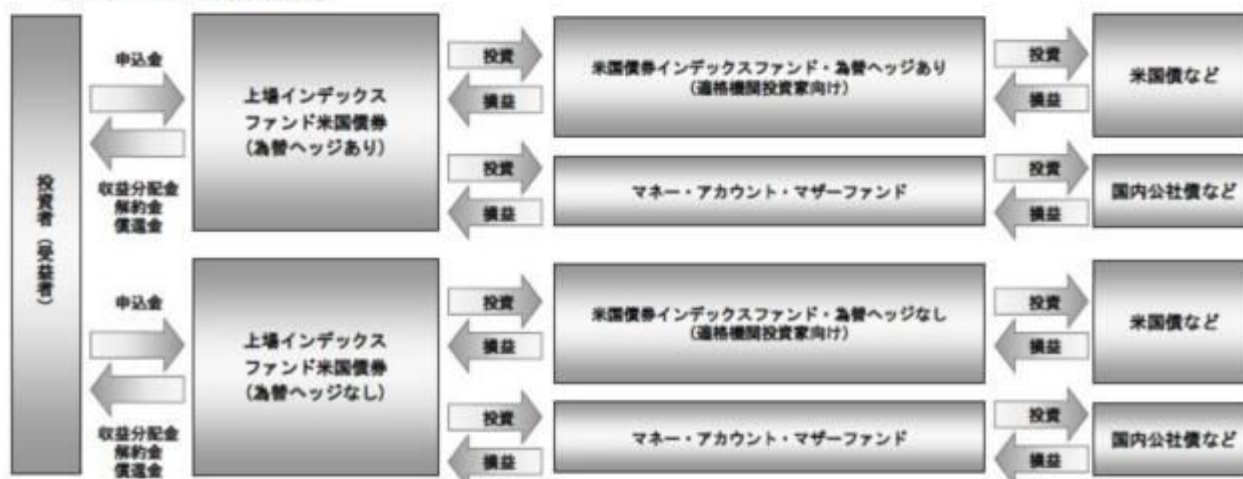 投資者（受益者）
申込金
収益分配金
解約金
償還金
上場インデックス
ファンド米国債券
(為替ヘッジあり)
投資
損益
米国債券インデックスファンド・為替ヘッジあり
(適格機関投資家向け)
投資
損益
米国債など
投資
損益
マネー・アカウント・マザーファンド
投資
損益
国内公社債など
申込金
収益分配金
解約金
償還金
上場インデックス
ファンド米国債券
(為替ヘッジなし)
投資
損益
米国債券インデックスファンド・為替ヘッジなし
(適格機関投資家向け)
投資
損益
米国債など
投資
損益
マネー・アカウント・マザーファンド
投資
損益
国内公社債など